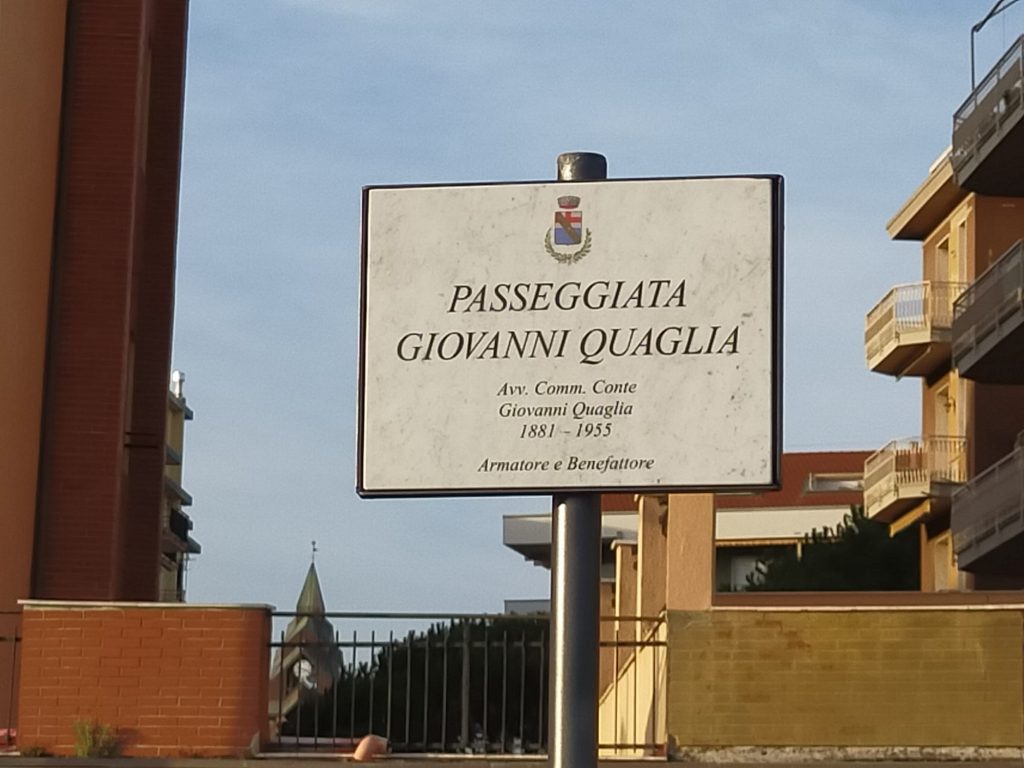 PASSEGGIATA
GIOVANNI QUAGLIA
Avv. Comm. Conte
Giovanni Quaglia
1881 – 1955
Armatore e Benefattore